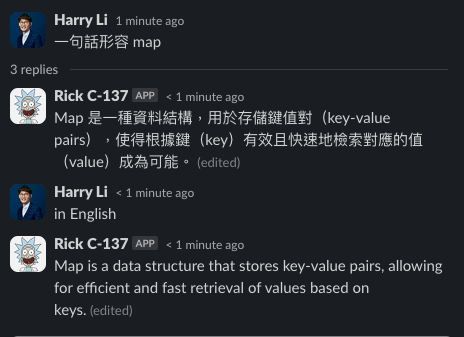 Harry Li 1 minute ago
一句話形容 map
3 replies
Rick C-137 APP < 1 minute ago
Map 是一種資料結構，用於存儲鍵值對（key-value
pairs），使得根據鍵（key）有效且快速地檢索對應的值
（value）成為可能。 (edited)
Harry Li < 1 minute ago
in English
Rick C-137 APP < 1 minute ago
Map is a data structure that stores key-value pairs, allowing
for efficient and fast retrieval of values based on
keys. (edited)